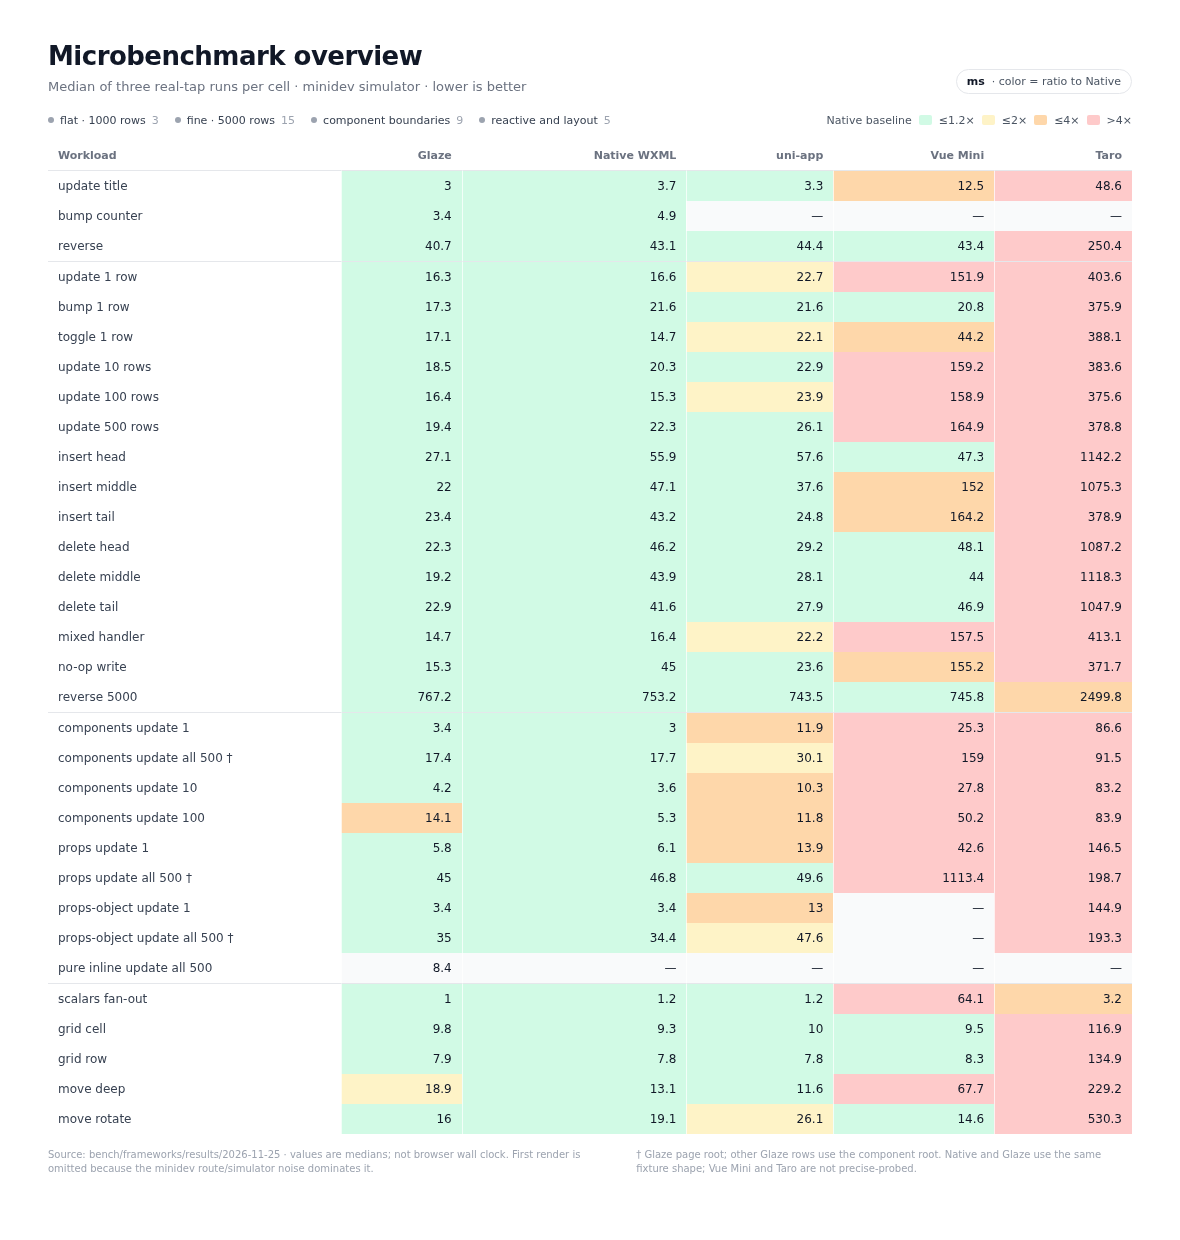 Microbenchmark overview
Median of three real-tap runs per cell · minidev simulator · lower is better
ms · color = ratio to Native
flat · 1000 rows 3 fine · 5000 rows 15 component boundaries 9 reactive and layout 5
Native baseline ≤1.2× ≤2× ≤4× >4×
Workload Glaze Native WXML uni-app Vue Mini Taro
update title 3 3.7 3.3 12.5 48.6
bump counter 3.4 4.9 — — —
reverse 40.7 43.1 44.4 43.4 250.4
update 1 row 16.3 16.6 22.7 151.9 403.6
bump 1 row 17.3 21.6 21.6 20.8 375.9
toggle 1 row 17.1 14.7 22.1 44.2 388.1
update 10 rows 18.5 20.3 22.9 159.2 383.6
update 100 rows 16.4 15.3 23.9 158.9 375.6
update 500 rows 19.4 22.3 26.1 164.9 378.8
insert head 27.1 55.9 57.6 47.3 1142.2
insert middle 22 47.1 37.6 152 1075.3
insert tail 23.4 43.2 24.8 164.2 378.9
delete head 22.3 46.2 29.2 48.1 1087.2
delete middle 19.2 43.9 28.1 44 1118.3
delete tail 22.9 41.6 27.9 46.9 1047.9
mixed handler 14.7 16.4 22.2 157.5 413.1
no-op write 15.3 45 23.6 155.2 371.7
reverse 5000 767.2 753.2 743.5 745.8 2499.8
components update 1 3.4 3 11.9 25.3 86.6
components update all 500 † 17.4 17.7 30.1 159 91.5
components update 10 4.2 3.6 10.3 27.8 83.2
components update 100 14.1 5.3 11.8 50.2 83.9
props update 1 5.8 6.1 13.9 42.6 146.5
props update all 500 † 45 46.8 49.6 1113.4 198.7
props-object update 1 3.4 3.4 13 — 144.9
props-object update all 500 † 35 34.4 47.6 — 193.3
pure inline update all 500 8.4 — — — —
scalars fan-out 1 1.2 1.2 64.1 3.2
grid cell 9.8 9.3 10 9.5 116.9
grid row 7.9 7.8 7.8 8.3 134.9
move deep 18.9 13.1 11.6 67.7 229.2
move rotate 16 19.1 26.1 14.6 530.3
Source: bench/frameworks/results/2026-11-25 · values are medians; not browser wall clock. First render is
omitted because the minidev route/simulator noise dominates it.
† Glaze page root; other Glaze rows use the component root. Native and Glaze use the same
fixture shape; Vue Mini and Taro are not precise-probed.